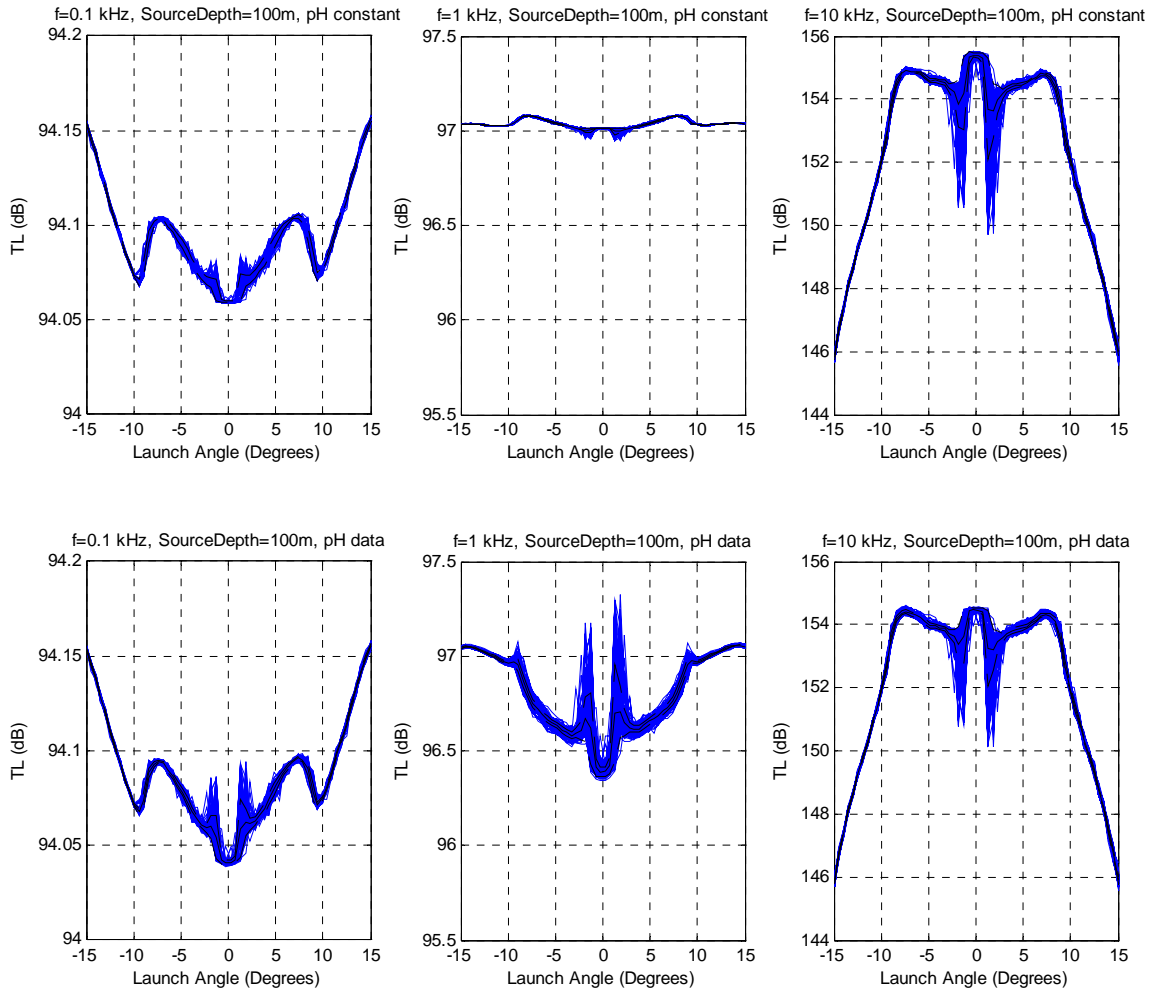 f=0.1 kHz, SourceDepth=100m, pH constant
94.2
94.15
94.1
94.05
94
TL (dB)
-15 -10 -5 0 5 10 15
Launch Angle (Degrees)
f=1 kHz, SourceDepth=100m, pH constant
97.5
97
96.5
96
95.5
TL (dB)
-15 -10 -5 0 5 10 15
Launch Angle (Degrees)
f=10 kHz, SourceDepth=100m, pH constant
156
154
152
150
148
146
144
TL (dB)
-15 -10 -5 0 5 10 15
Launch Angle (Degrees)
f=0.1 kHz, SourceDepth=100m, pH data
94.2
94.15
94.1
94.05
94
TL (dB)
-15 -10 -5 0 5 10 15
Launch Angle (Degrees)
f=1 kHz, SourceDepth=100m, pH data
97.5
97
96.5
96
95.5
TL (dB)
-15 -10 -5 0 5 10 15
Launch Angle (Degrees)
f=10 kHz, SourceDepth=100m, pH data
156
154
152
150
148
146
144
TL (dB)
-15 -10 -5 0 5 10 15
Launch Angle (Degrees)